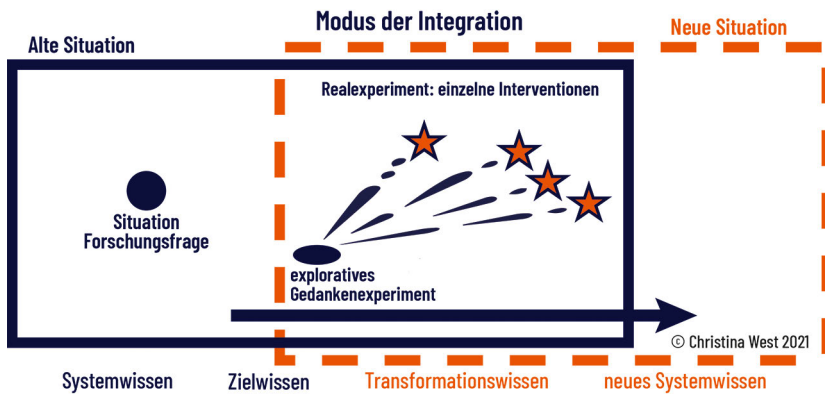 Modus der Integration
Alte Situation
Neue Situation
Realexperiment: einzelne Interventionen
Situation
Forschungsfrage
exploratives
Gedankenexperiment
© Christina West 2021
Systemwissen
Zielwissen
Transformationswissen
neues Systemwissen